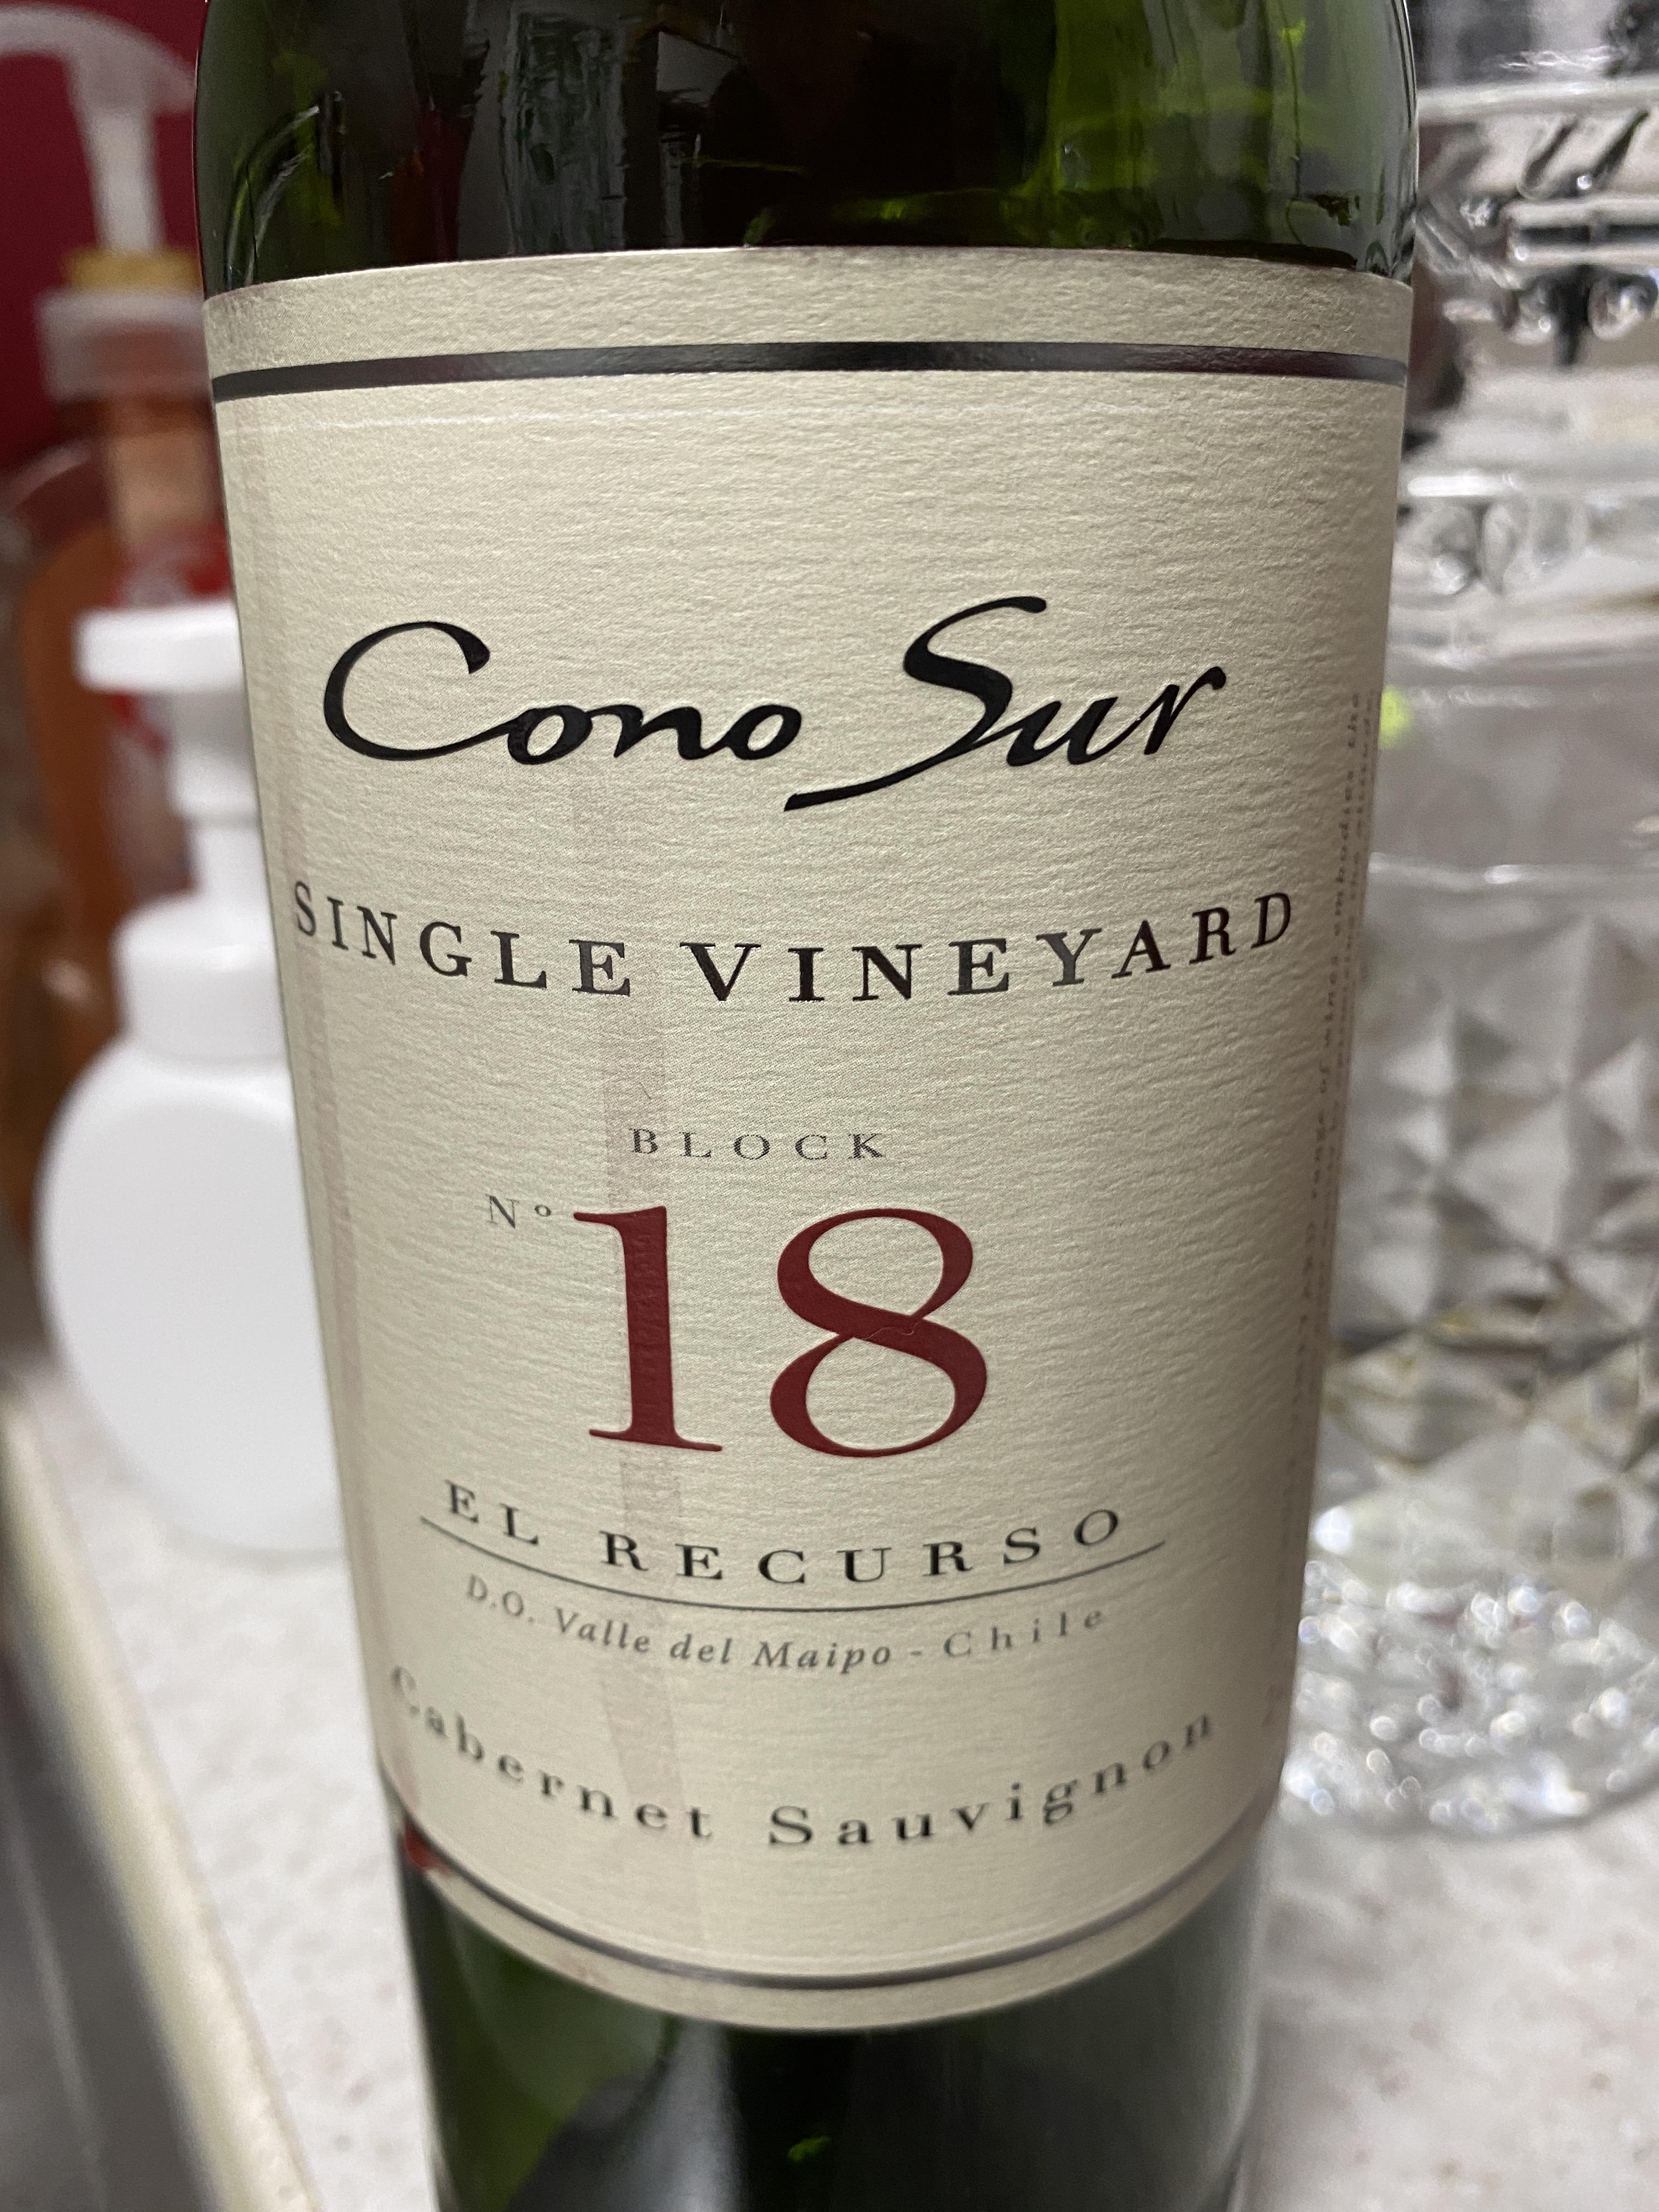 Cono Sur
SINGLE VINEYARD
BLOCK
Nº 18
EL RECURSO
D.O. Valle del Maipo - Chile
Cabernet Sauvignon